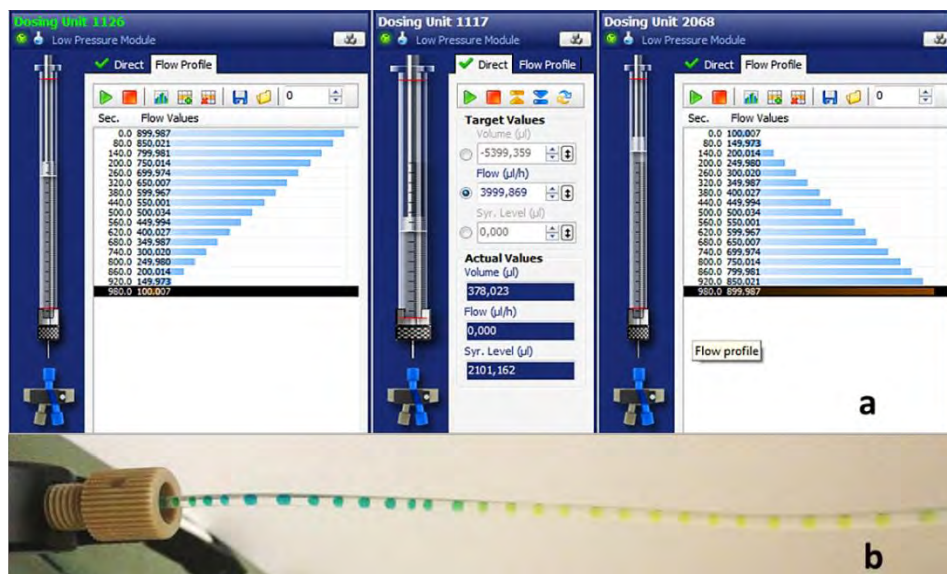 Dosing Unit 1126
Low Pressure Module
Direct Flow Profile
0
Sec. Flow Values
0.0 899.987
80.0 850.021
140.0 799.981
200.0 750.014
260.0 699.974
320.0 650.007
380.0 599.967
440.0 550.001
500.0 500.034
560.0 449.994
620.0 400.027
680.0 349.987
740.0 300.020
800.0 249.980
860.0 200.014
920.0 149.973
980.0 100.007
Dosing Unit 1117
Low Pressure Module
Direct Flow Profile
Target Values
Volume (µl)
-5399,359
Flow (µl/h)
3999,869
Syr. Level (µl)
0,000
Actual Values
Volume (µl)
378,023
Flow (µl/h)
0,000
Syr. Level (µl)
2101,162
Dosing Unit 2068
Low Pressure Module
Direct Flow Profile
0
Sec. Flow Values
0.0 100.007
80.0 149.973
140.0 200.014
200.0 249.980
260.0 300.020
320.0 349.987
380.0 400.027
440.0 449.994
500.0 500.034
560.0 550.001
620.0 599.967
680.0 650.007
740.0 699.974
800.0 750.014
860.0 799.981
920.0 850.021
980.0 899.987
Flow profile
a
b